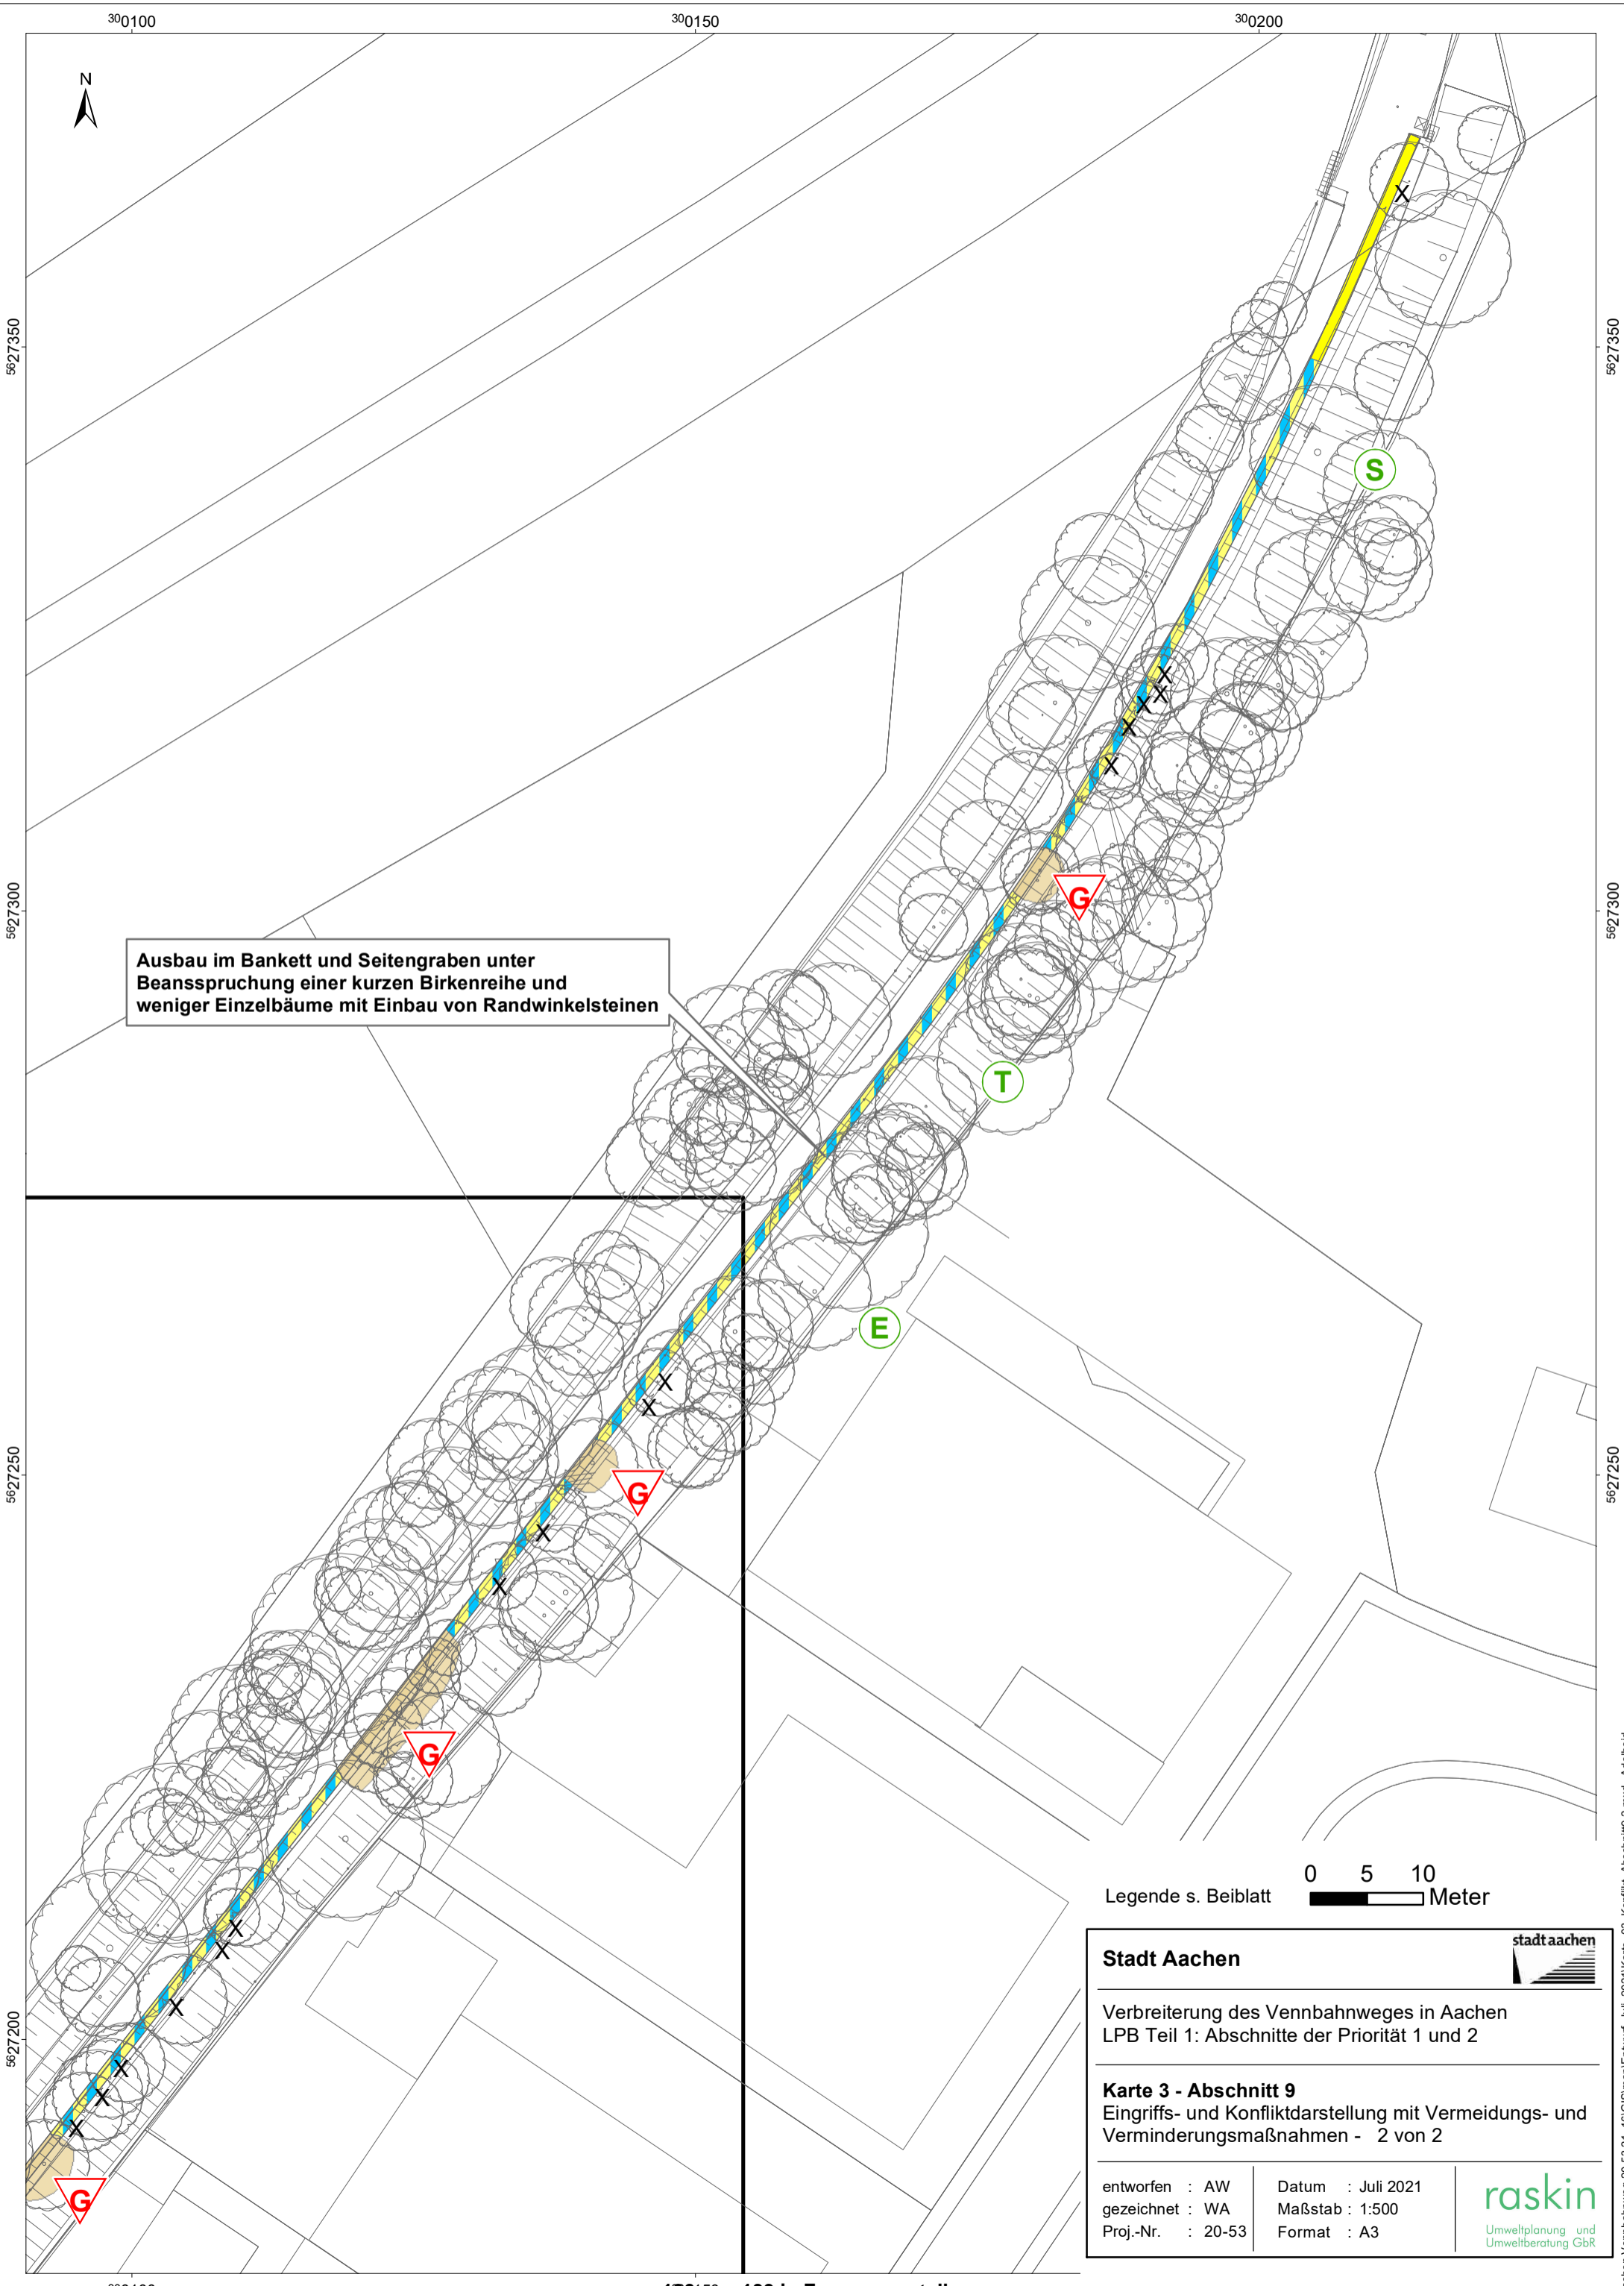 300100
300150
300200
N
5627350
5627350
S
5627300
5627300
G
Ausbau im Bankett und Seitengraben unter
Beansspruchung einer kurzen Birkenreihe und
weniger Einzelbäume mit Einbau von Randwinkelsteinen
T
E
5627250
5627250
G
G
5627200
G
Legende s. Beiblatt
0 5 10
Meter
Stadt Aachen
stadt aachen
Verbreiterung des Vennbahnweges in Aachen
LPB Teil 1: Abschnitte der Priorität 1 und 2
Karte 3 - Abschnitt 9
Eingriffs- und Konfliktdarstellung mit Vermeidungs- und
Verminderungsmaßnahmen - 2 von 2
entworfen : AW
gezeichnet : WA
Proj.-Nr. : 20-53
Datum : Juli 2021
Maßstab : 1:500
Format : A3
raskin
Umweltplanung und
Umweltberatung GbR